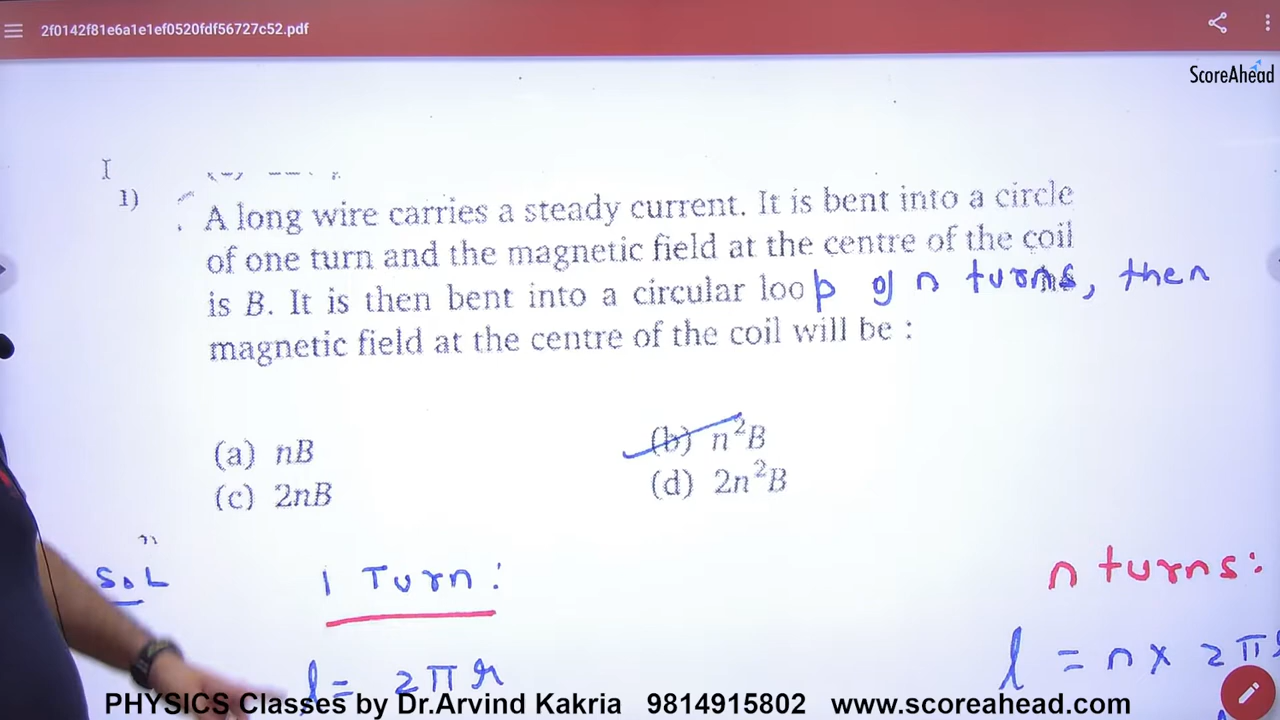 2f0142f81e6a1e1ef0520fdf56727c52.pdf
ScoreAhead
1)
A long wire carries a steady current. It is bent into a circle
of one turn and the magnetic field at the centre of the coil
is B. It is then bent into a circular loop of n turns, then
magnetic field at the centre of the coil will be :
(a) nB
(b) n²B
(c) 2nB
(d) 2n²B
SOL
1 Turn :
n turns:
l = 2πr
l = n× 2π
PHYSICS Classes by Dr.Arvind Kakria 9814915802 www.scoreahead.com